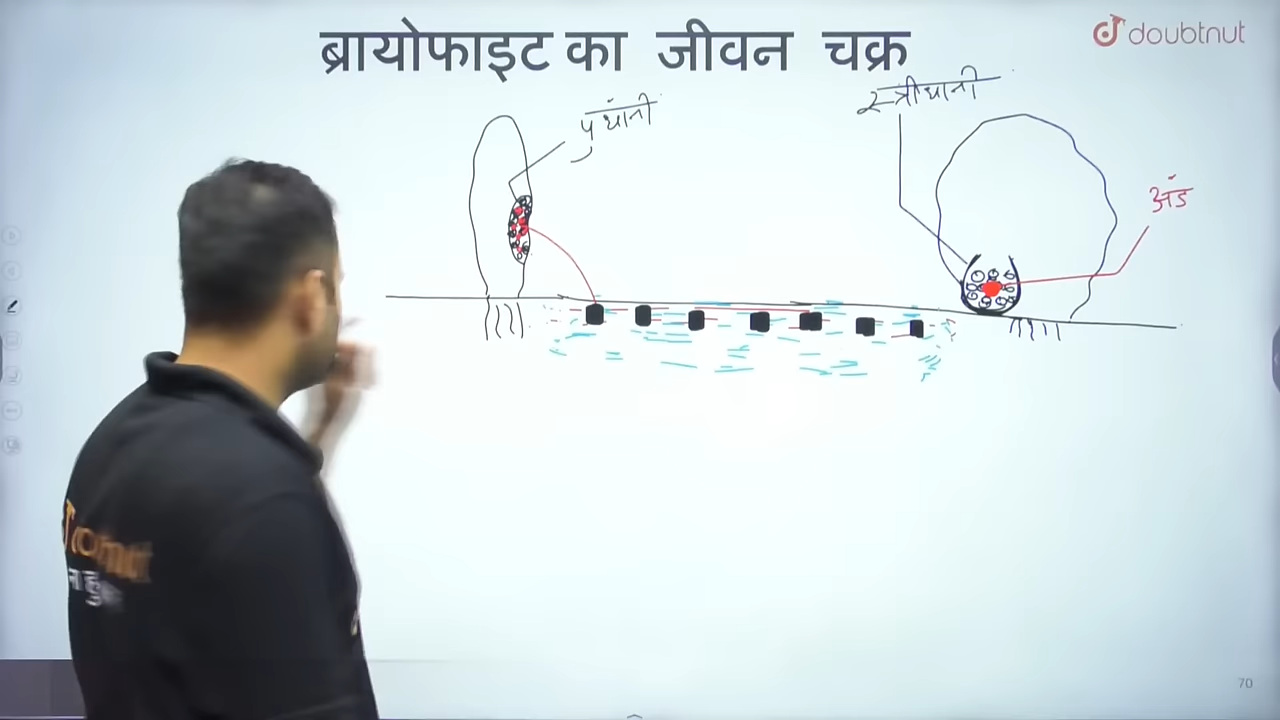 ब्रायोफाइट का जीवन चक्र
doubtnut
पुंधानी
स्त्रीधानी
अंड
70